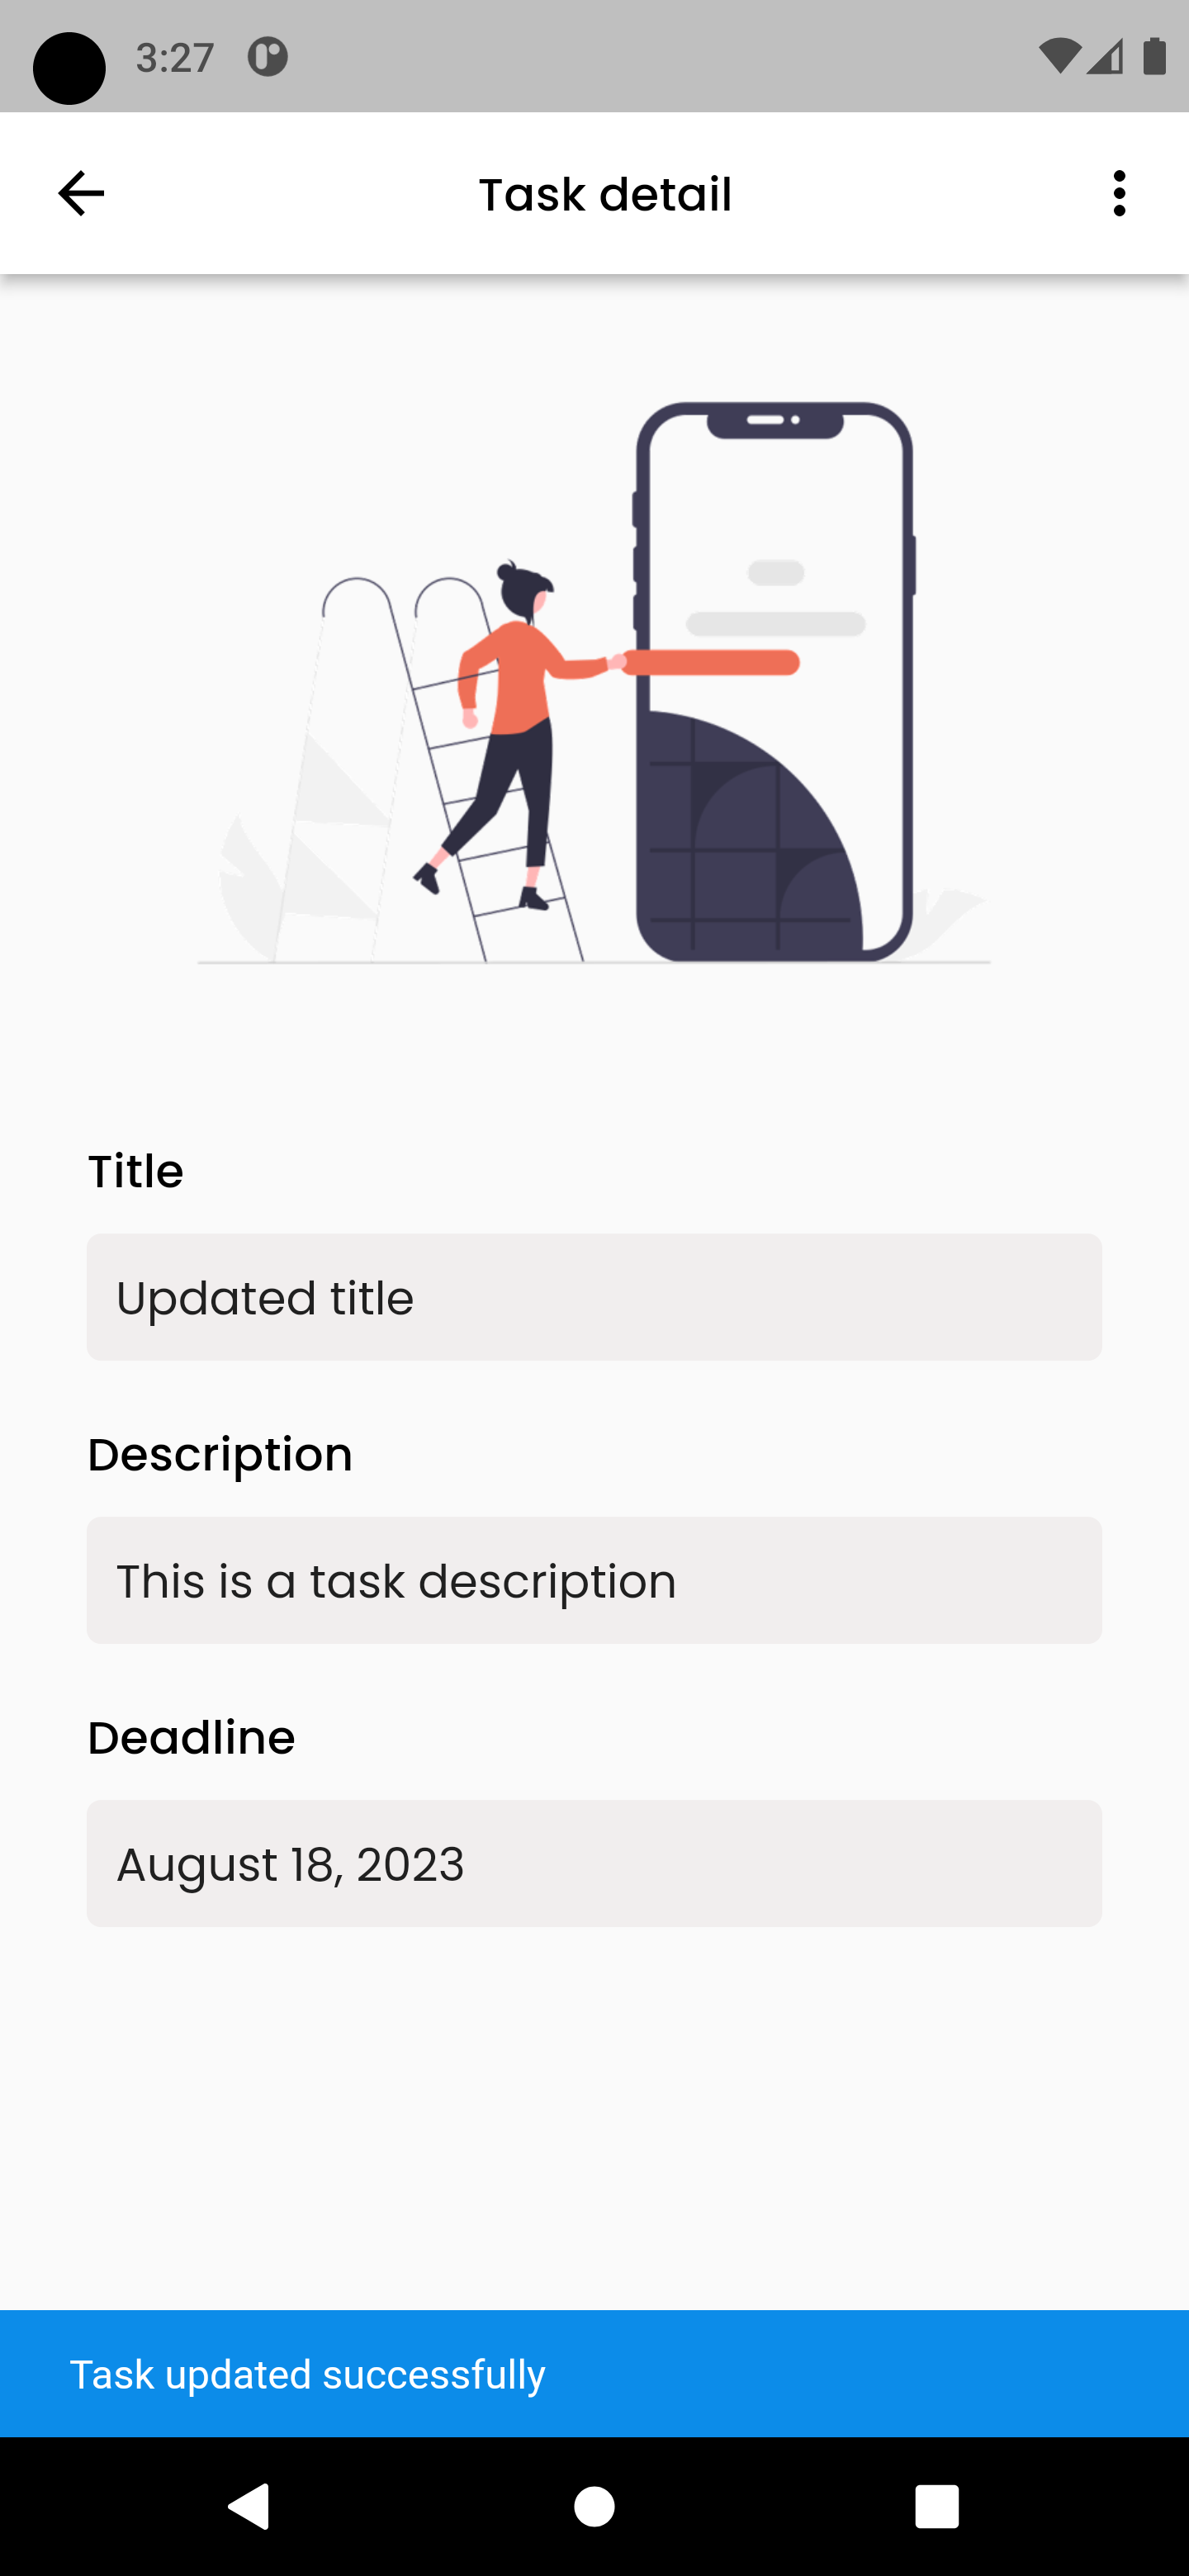 3:27
Task detail
Title
Updated title
Description
This is a task description
Deadline
August 18, 2023
Task updated successfully